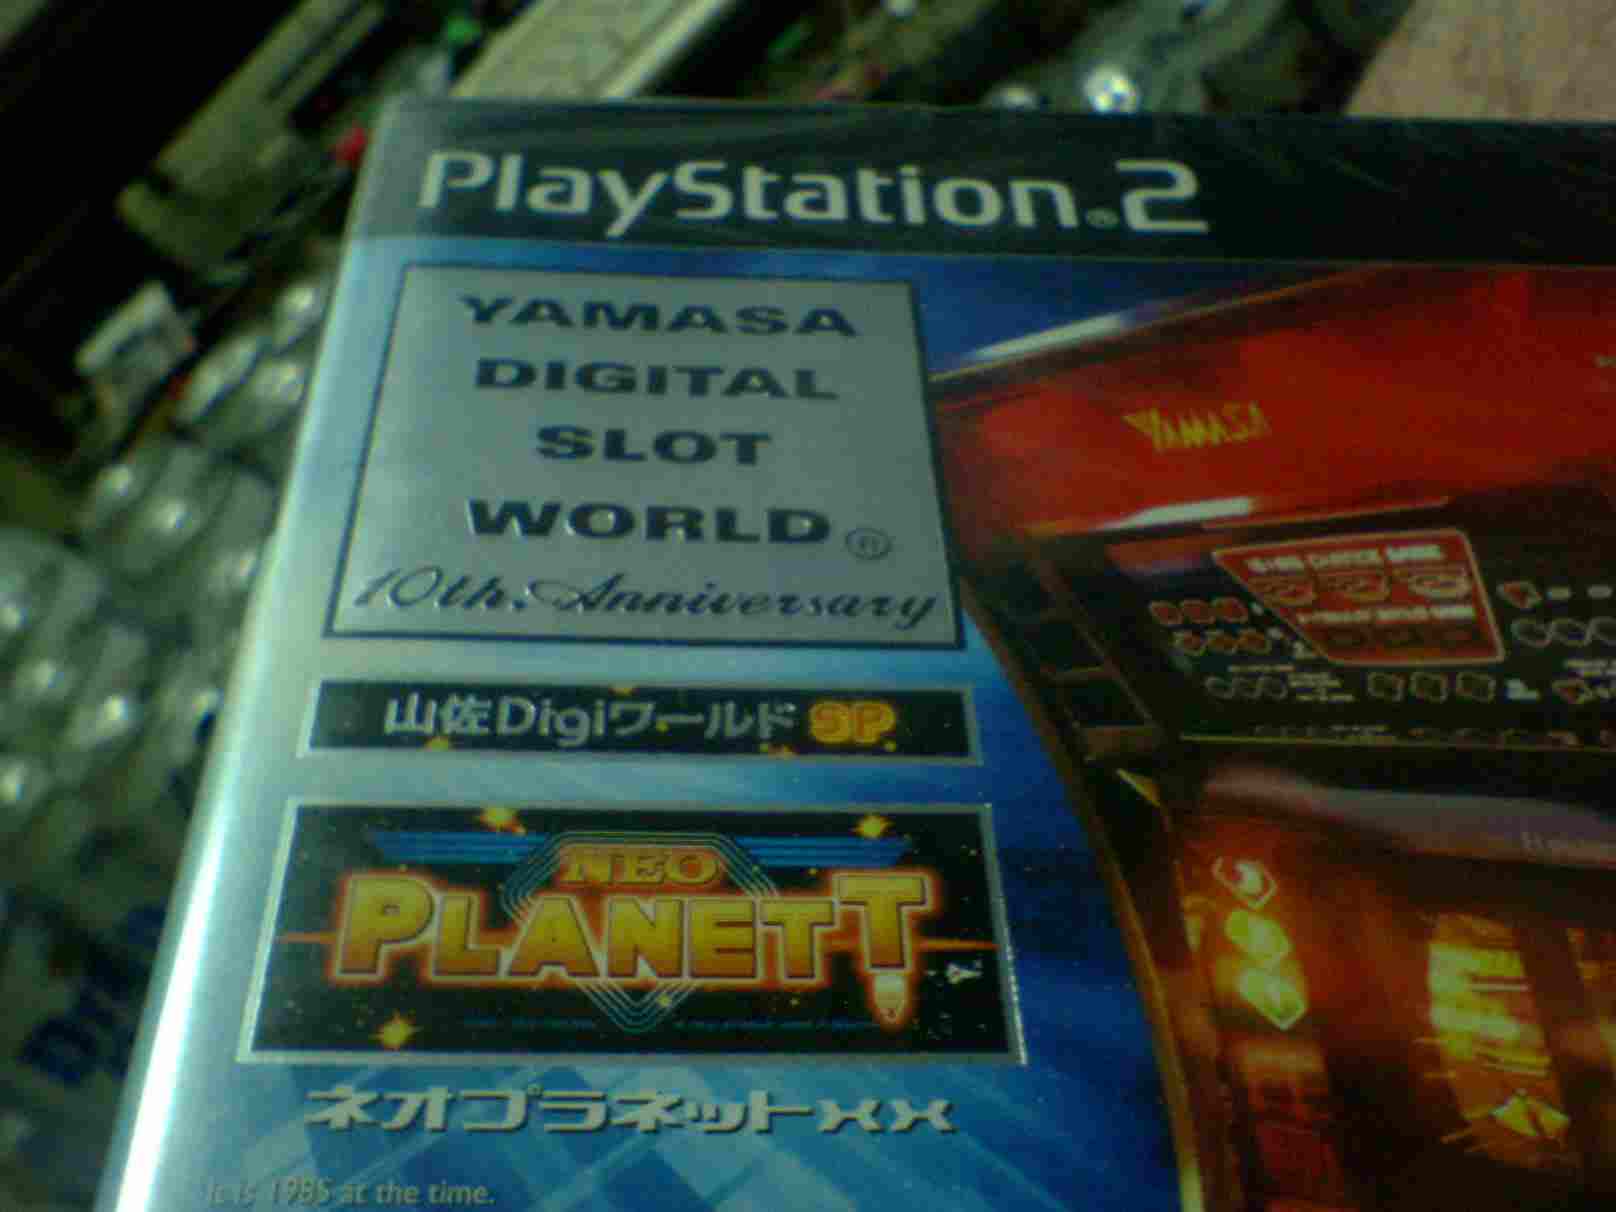 PlayStation®2
YAMASA
DIGITAL
SLOT
WORLD®
10th. Anniversary
山佐Digiワールド SP
NEO
PLANETT
ネオプラネットXX
It is 1985 at the time.
YAMASA